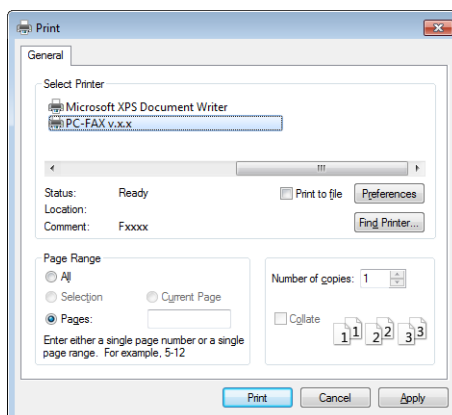 Print
General
Select Printer
Microsoft XPS Document Writer
PC-FAX v.x.x
Status: Ready
Print to file
Preferences
Location:
Comment: Fxxxx
Find Printer...
Page Range
All
Selection
Current Page
Pages:
Enter either a single page number or a single
page range. For example, 5-12
Number of copies: 1
Collate
1 1 2 2 3 3
Print
Cancel
Apply